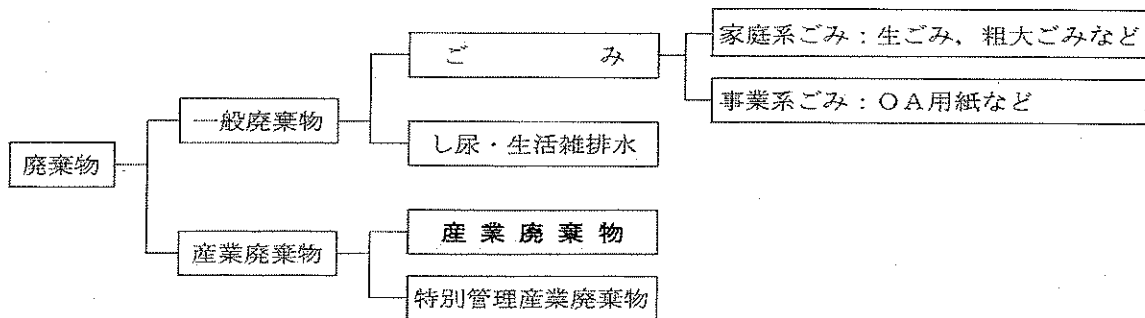 廃棄物
一般廃棄物
ごみ
家庭系ごみ：生ごみ，粗大ごみなど
事業系ごみ：ＯＡ用紙など
し尿・生活雑排水
産業廃棄物
産業廃棄物
特別管理産業廃棄物